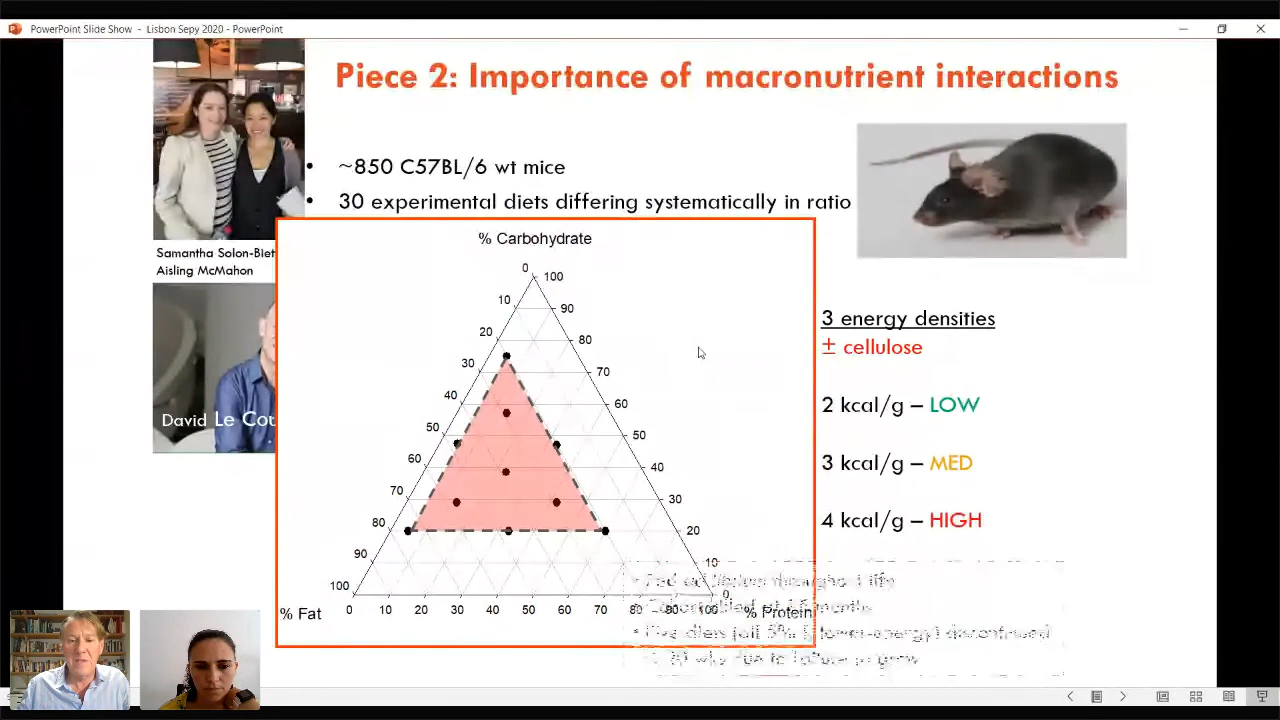 PowerPoint Slide Show - Lisbon Sepy 2020 - PowerPoint
Piece 2: Importance of macronutrient interactions
• ~850 C57BL/6 wt mice
• 30 experimental diets differing systematically in ratio
Samantha Solon-Biet
Aisling McMahon
David Le Cou
% Carbohydrate
0 100
10 90
20 80
30 70
40 60
50 50
60 40
70 30
80 20
90 10
100 0
0 10 20 30 40 50 60 70 80 90 100
% Fat
% Protein
3 energy densities
± cellulose
2 kcal/g – LOW
3 kcal/g – MED
4 kcal/g – HIGH
throughout life